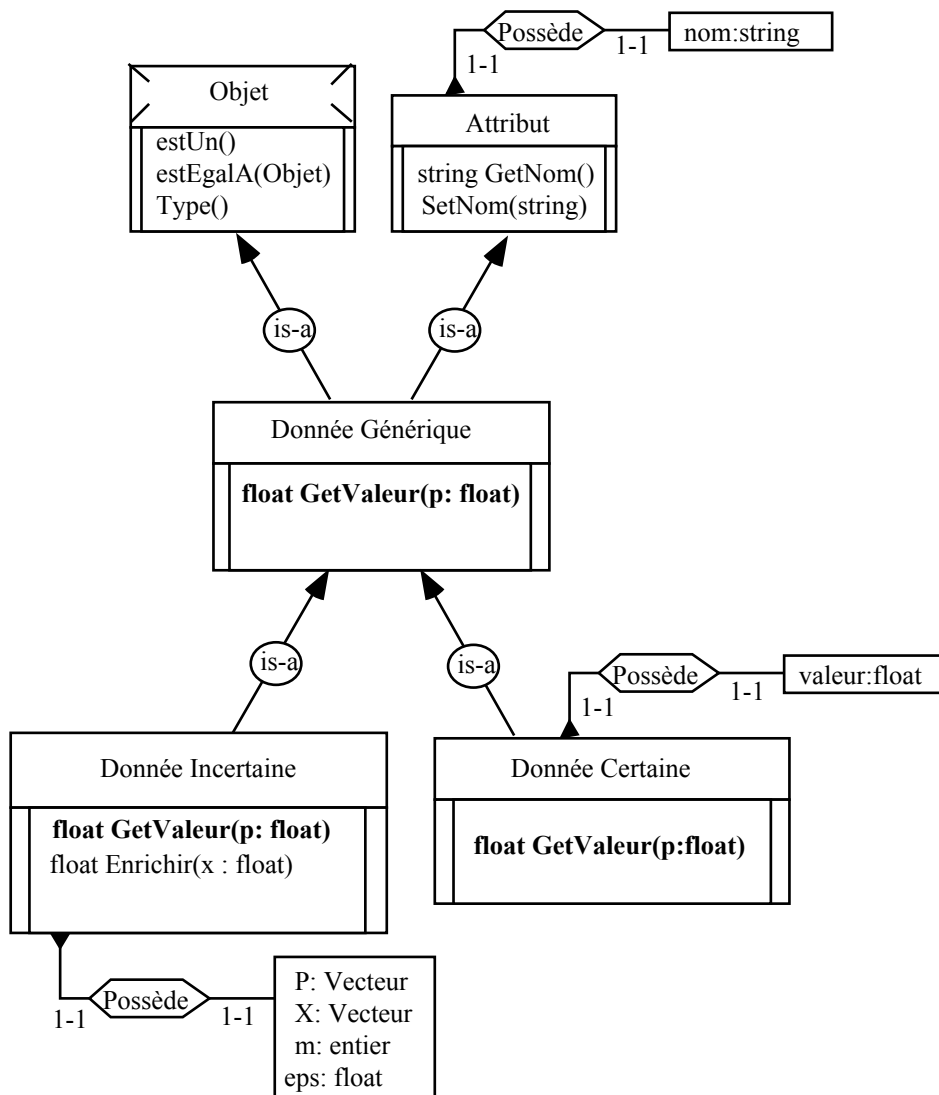 Possède
nom:string
1-1
1-1
Objet
Attribut
estUn()
estEgalA(Objet)
Type()
string GetNom()
SetNom(string)
is-a
is-a
Donnée Générique
float GetValeur(p: float)
is-a
is-a
Possède
valeur:float
1-1
1-1
Donnée Incertaine
Donnée Certaine
float GetValeur(p: float)
float Enrichir(x : float)
float GetValeur(p:float)
Possède
1-1
1-1
P: Vecteur
X: Vecteur
m: entier
eps: float